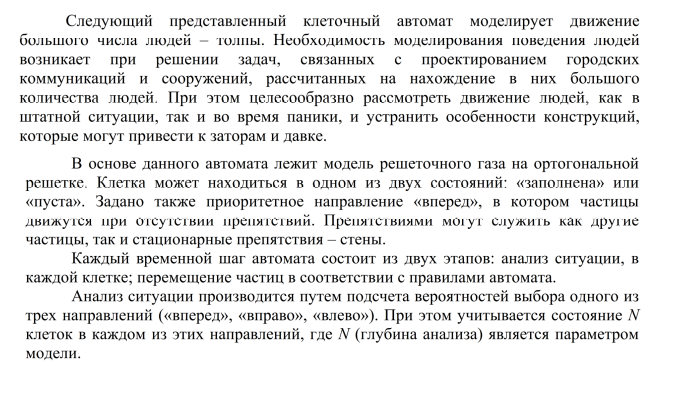 Следующий представленный клеточный автомат моделирует движение
большого числа людей – толпы. Необходимость моделирования поведения людей
возникает при решении задач, связанных с проектированием городских
коммуникаций и сооружений, рассчитанных на нахождение в них большого
количества людей. При этом целесообразно рассмотреть движение людей, как в
штатной ситуации, так и во время паники, и устранить особенности конструкций,
которые могут привести к заторам и давке.
В основе данного автомата лежит модель решеточного газа на ортогональной
решетке. Клетка может находиться в одном из двух состояний: «заполнена» или
«пуста». Задано также приоритетное направление «вперед», в котором частицы
движутся при отсутствии препятствий. Препятствиями могут служить как другие
частицы, так и стационарные препятствия – стены.
Каждый временной шаг автомата состоит из двух этапов: анализ ситуации, в
каждой клетке; перемещение частиц в соответствии с правилами автомата.
Анализ ситуации производится путем подсчета вероятностей выбора одного из
трех направлений («вперед», «вправо», «влево»). При этом учитывается состояние N
клеток в каждом из этих направлений, где N (глубина анализа) является параметром
модели.